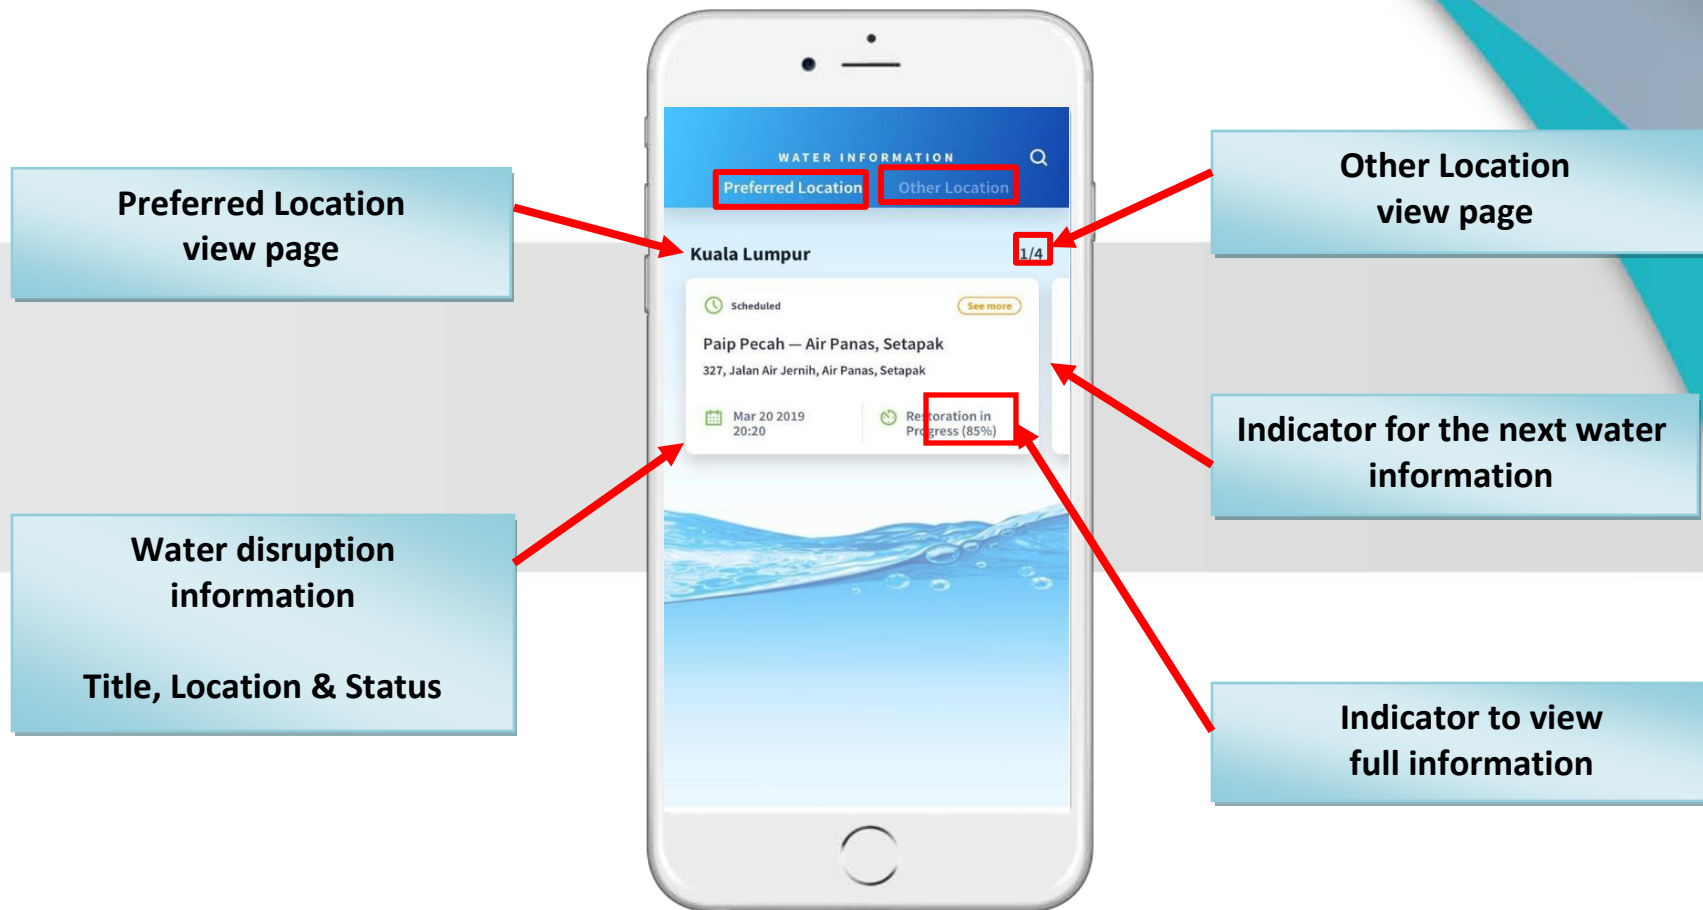 Preferred Location
view page
Water disruption
information
Title, Location & Status
WATER INFORMATION
Preferred Location
Other Location
Kuala Lumpur
1/4
Scheduled
See more
Paip Pecah — Air Panas, Setapak
327, Jalan Air Jernih, Air Panas, Setapak
Mar 20 2019
20:20
Restoration in
Progress (85%)
Other Location
view page
Indicator for the next water
information
Indicator to view
full information